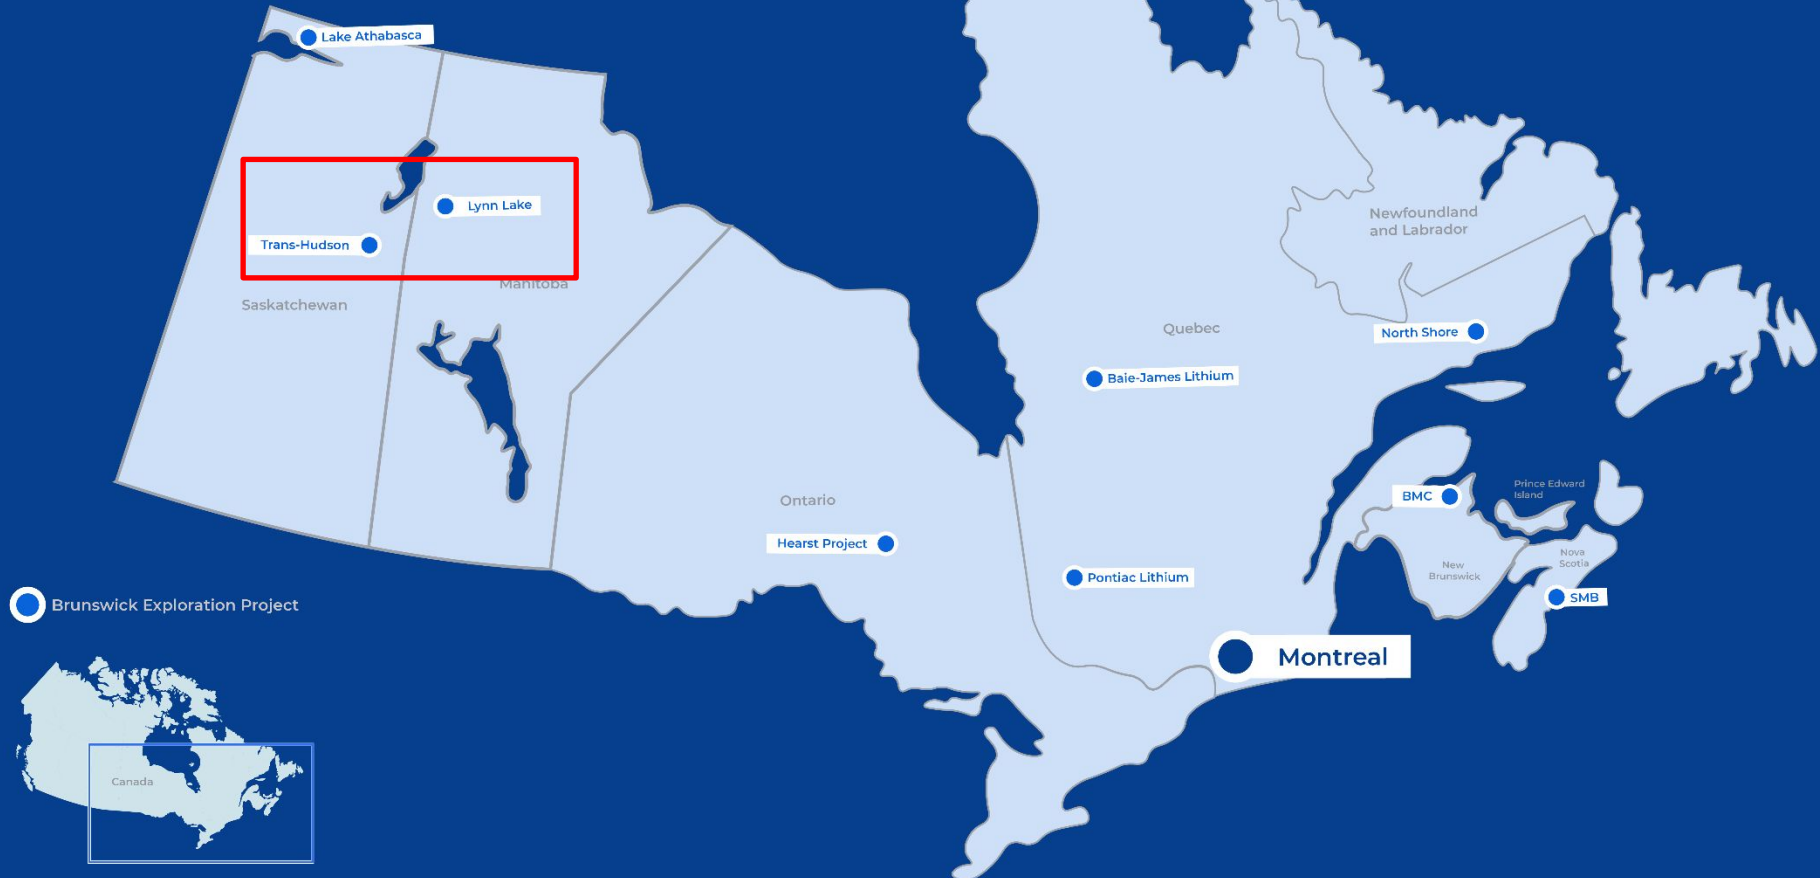 Lake Athabasca
Lynn Lake
Trans-Hudson
Manitoba
Saskatchewan
Newfoundland
and Labrador
Quebec
North Shore
Baie-James Lithium
Ontario
Hearst Project
BMC
Prince Edward
Island
Nova
Scotia
New
Brunswick
Pontiac Lithium
SMB
Brunswick Exploration Project
Montreal
Canada